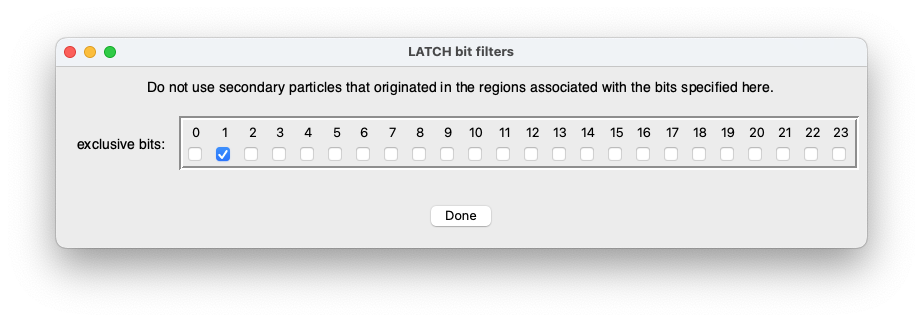 LATCH bit filters
Do not use secondary particles that originated in the regions associated with the bits specified here.
0 1 2 3 4 5 6 7 8 9 10 11 12 13 14 15 16 17 18 19 20 21 22 23
exclusive bits:
Done